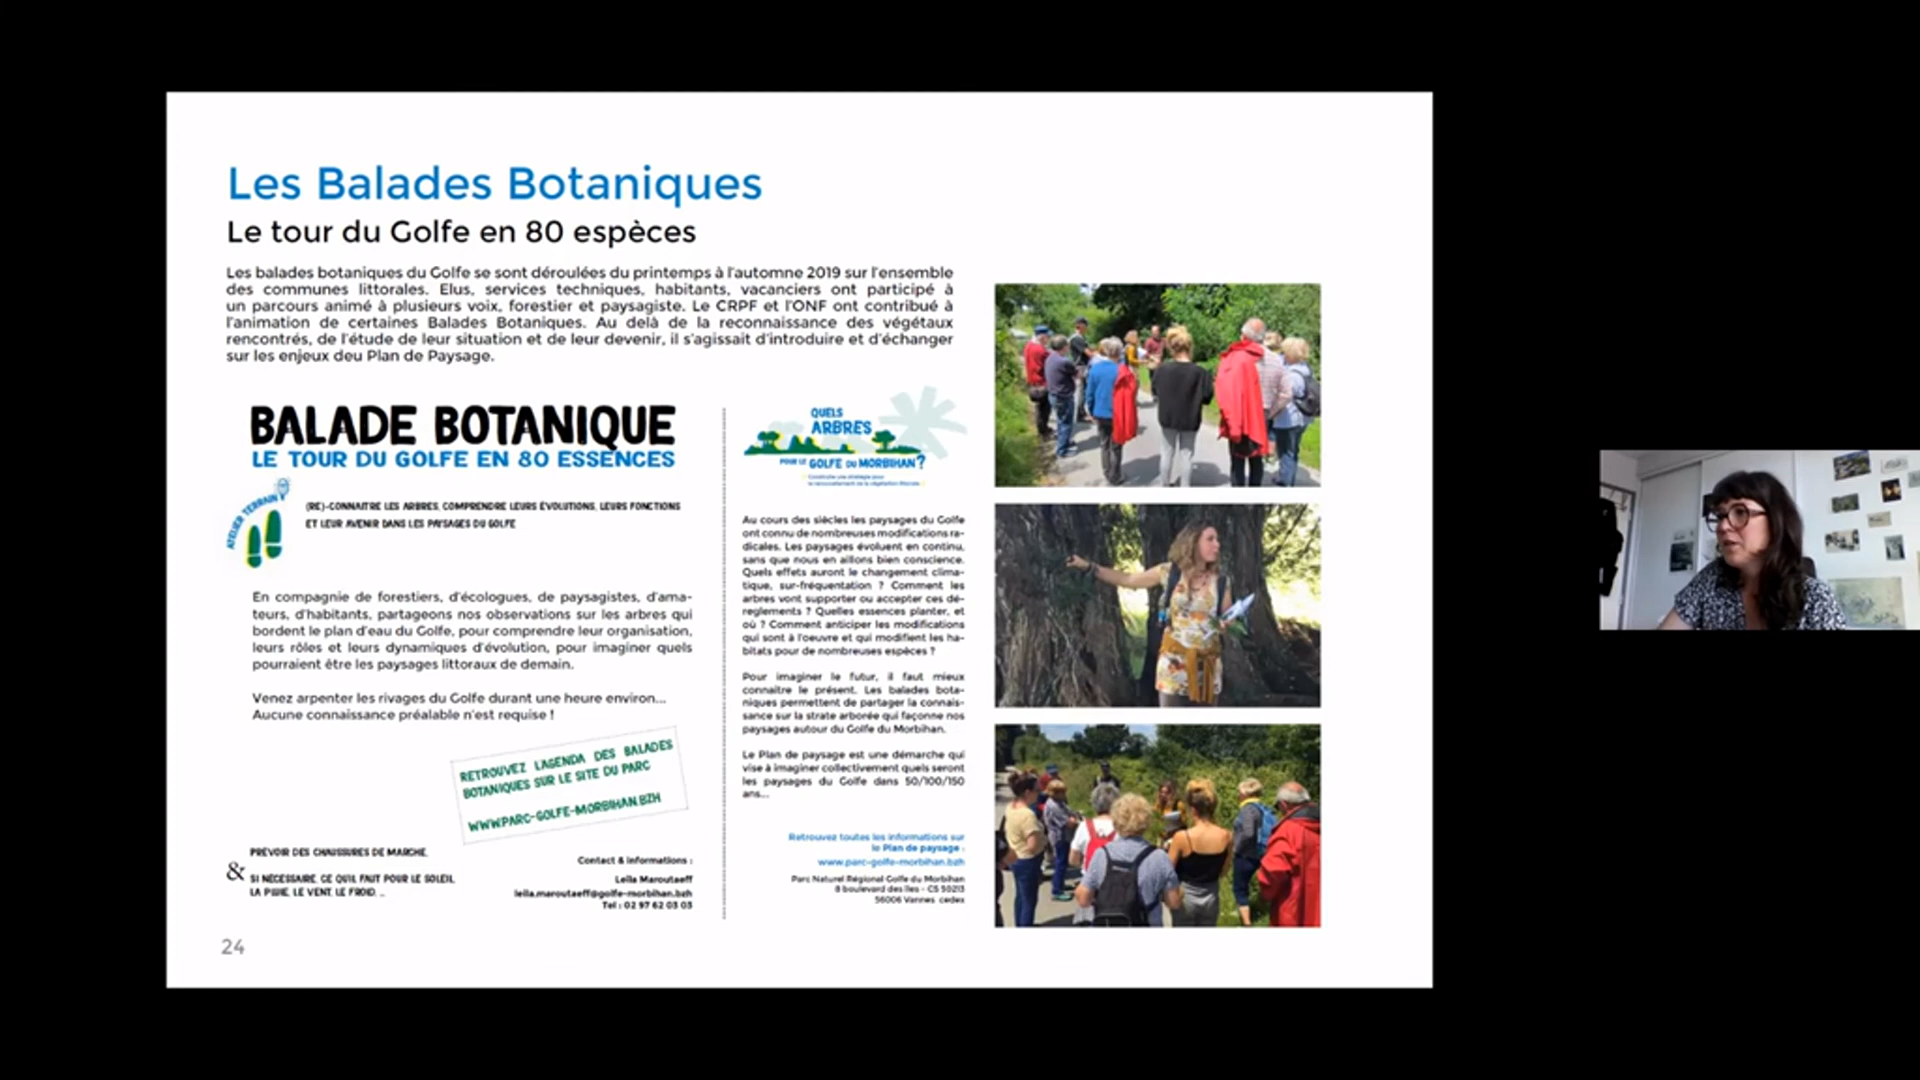 Les Balades Botaniques
Le tour du Golfe en 80 espèces
Les balades botaniques du Golfe se sont déroulées du printemps à l'automne 2019 sur l'ensemble
des communes littorales. Elus, services techniques, habitants, vacanciers ont participé à
un parcours animé à plusieurs voix, forestier et paysagiste. Le CRPF et l'ONF ont contribué à
l'animation de certaines Balades Botaniques. Au delà de la reconnaissance des végétaux
rencontrés, de l'étude de leur situation et de leur devenir, il s'agissait d'introduire et d'échanger
sur les enjeux deu Plan de Paysage.
BALADE BOTANIQUE
LE TOUR DU GOLFE EN 80 ESSENCES
ATELIER TERRAIN
(RE)-CONNAITRE LES ARBRES, COMPRENDRE LEURS ÉVOLUTIONS, LEURS FONCTIONS
ET LEUR AVENIR DANS LES PAYSAGES DU GOLFE
En compagnie de forestiers, d'écologues, de paysagistes, d'ama-
teurs, d'habitants, partageons nos observations sur les arbres qui
bordent le plan d'eau du Golfe, pour comprendre leur organisation,
leurs rôles et leurs dynamiques d'évolution, pour imaginer quels
pourraient être les paysages littoraux de demain.
Venez arpenter les rivages du Golfe durant une heure environ...
Aucune connaissance préalable n'est requise !
RETROUVEZ L'AGENDA DES BALADES
BOTANIQUES SUR LE SITE DU PARC
WWW.PARC-GOLFE-MORBIHAN.BZH
& PRÉVOIR DES CHAUSSURES DE MARCHE,
SI NÉCESSAIRE, CE QU'IL FAUT POUR LE SOLEIL,
LA PLUIE, LE VENT, LE FROID, ...
Contact & informations :
Leila Maroutaeff
leila.maroutaeff@golfe-morbihan.bzh
Tel : 02 97 62 03 03
QUELS
ARBRES
POUR LE GOLFE DU MORBIHAN ?
Construire une stratégie pour
le renouvellement de la végétation littorale
Au cours des siècles les paysages du Golfe
ont connu de nombreuses modifications ra-
dicales. Les paysages évoluent en continu,
sans que nous en aillons bien conscience.
Quels effets auront le changement clima-
tique, sur-fréquentation ? Comment les
arbres vont supporter ou accepter ces dé-
reglements ? Quelles essences planter, et
où ? Comment anticiper les modifications
qui sont à l'oeuvre et qui modifient les ha-
bitats pour de nombreuses espèces ?
Pour imaginer le futur, il faut mieux
connaitre le présent. Les balades bota-
niques permettent de partager la connais-
sance sur la strate arborée qui façonne nos
paysages autour du Golfe du Morbihan.
Le Plan de paysage est une démarche qui
vise à imaginer collectivement quels seront
les paysages du Golfe dans 50/100/150
ans...
Retrouvez toutes les informations sur
le Plan de paysage :
www.parc-golfe-morbihan.bzh
Parc Naturel Régional Golfe du Morbihan
8 boulevard des îles - CS 50213
56006 Vannes cedex
24